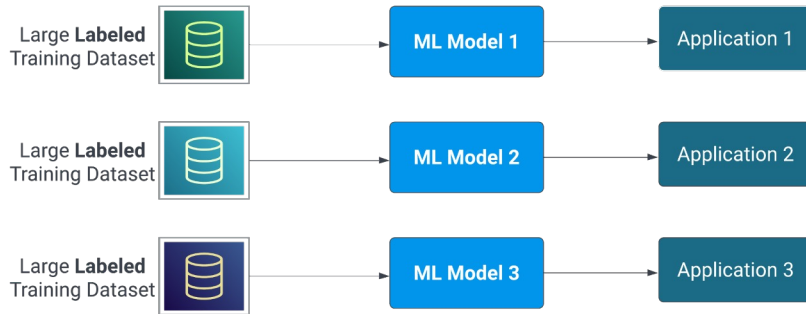 Large Labeled
Training Dataset
ML Model 1
Application 1
Large Labeled
Training Dataset
ML Model 2
Application 2
Large Labeled
Training Dataset
ML Model 3
Application 3